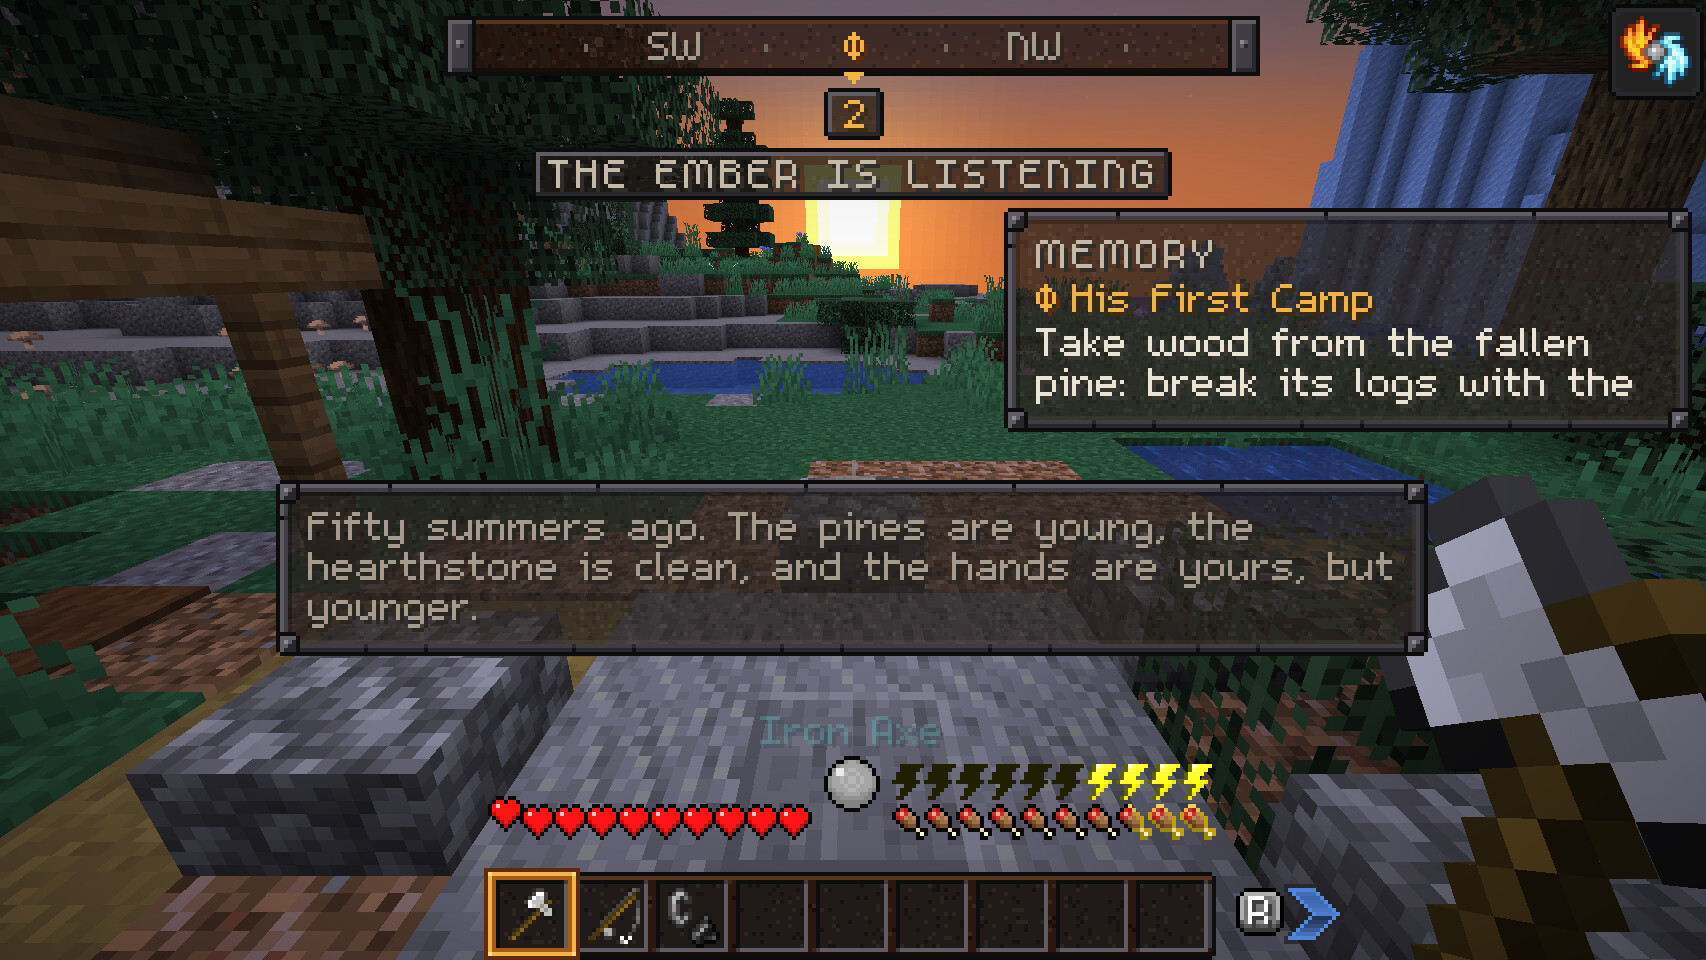 SW
NW
2
THE EMBER IS LISTENING
MEMORY
Φ His First Camp
Take wood from the fallen
pine: break its logs with the
Fifty summers ago. The pines are young, the
hearthstone is clean, and the hands are yours, but
younger.
Iron Axe
R